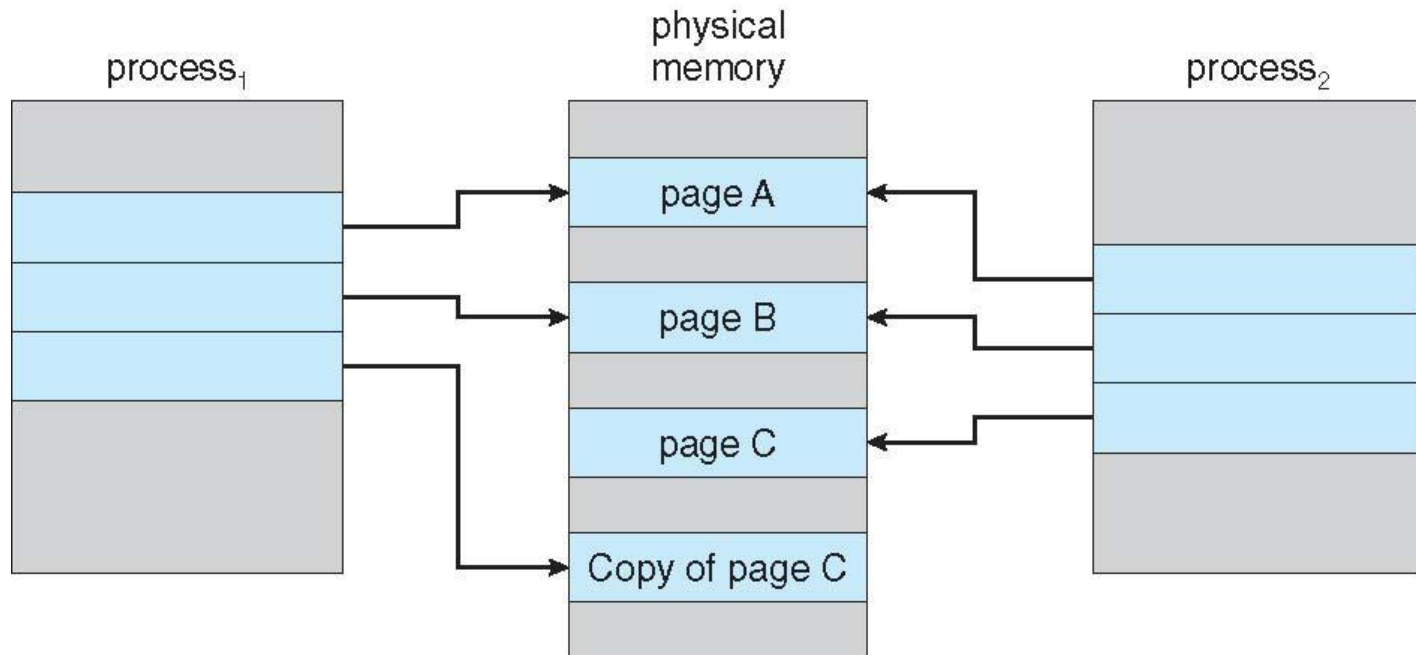 process₁
physical
memory
process₂
page A
page B
page C
Copy of page C